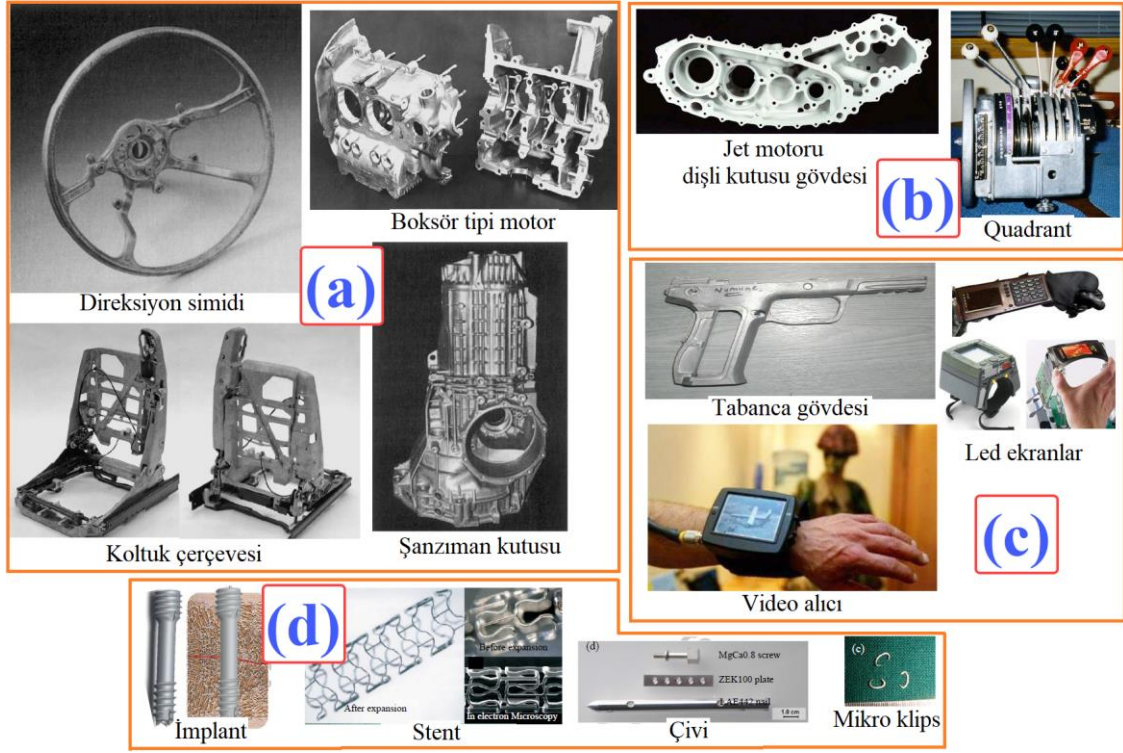 Direksiyon simidi
Boksör tipi motor
(a)
Koltuk çerçevesi
Şanzıman kutusu
Jet motoru
dişli kutusu gövdesi
(b)
Quadrant
Tabanca gövdesi
Led ekranlar
Video alıcı
(c)
(d)
İmplant
After expansion
Before expansion
In electron Microscopy
Stent
(d)
MgCa0.8 screw
ZEK100 plate
LAE442 nail
1.0 cm
Çivi
(c)
Mikro klips